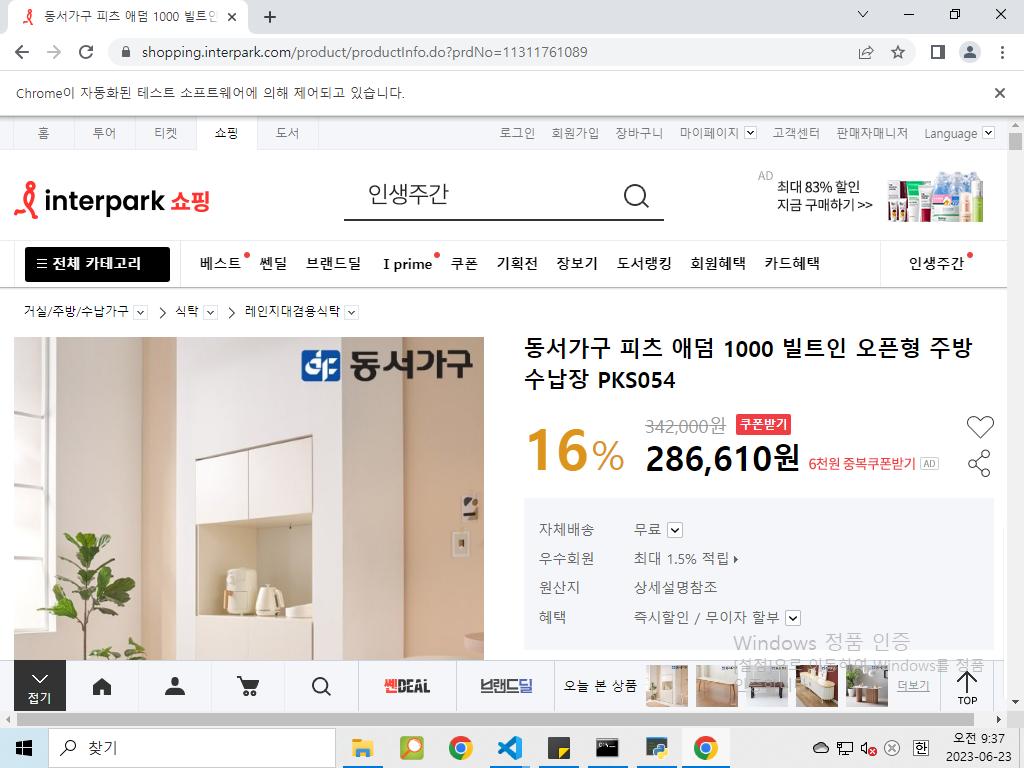 동서가구 피츠 애덤 1000 빌트인
shopping.interpark.com/product/productInfo.do?prdNo=11311761089
Chrome이 자동화된 테스트 소프트웨어에 의해 제어되고 있습니다.
홈 투어 티켓 쇼핑 도서 로그인 회원가입 장바구니 마이페이지 고객센터 판매자매니저 Language
interpark 쇼핑 인생주간 AD 최대 83% 할인
지금 구매하기 >>
전체 카테고리 베스트 쎈딜 브랜드딜 I prime 쿠폰 기획전 장보기 도서랭킹 회원혜택 카드혜택 인생주간
거실/주방/수납가구 식탁 레인지대겸용식탁
동서가구
동서가구 피츠 애덤 1000 빌트인 오픈형 주방
수납장 PKS054
16% 342,000원 쿠폰받기
286,610원 6천원 중복쿠폰받기 AD
자체배송 무료
우수회원 최대 1.5% 적립
원산지 상세설명참조
혜택 즉시할인 / 무이자 할부
Windows 정품 인증
[설정]으로 이동하여 Windows를 정품
접기 쎈DEAL 브랜드딜 오늘 본 상품 더보기 TOP
찾기 한 오전 9:37
2023-06-23